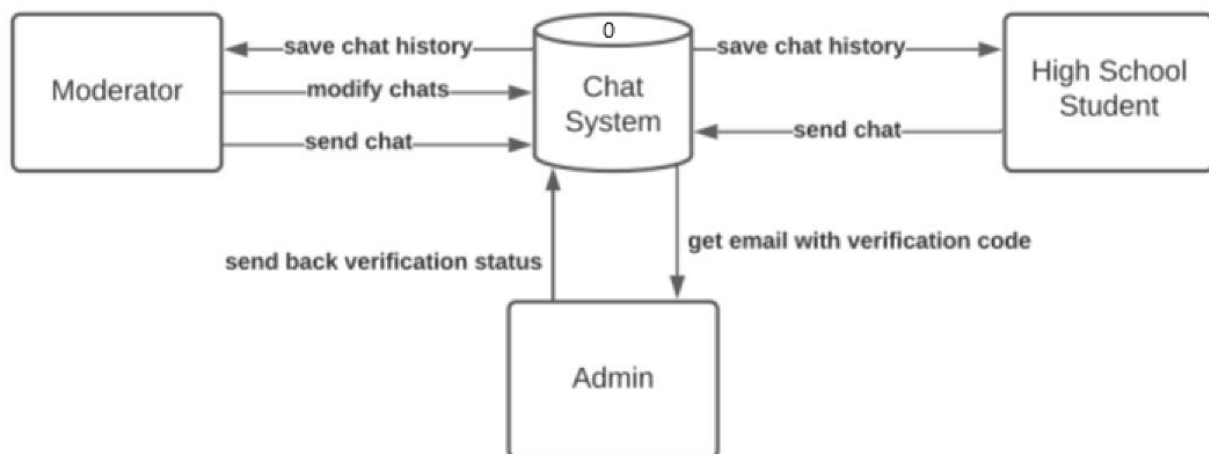 0
save chat history
save chat history
Moderator
modify chats
Chat
System
High School
Student
send chat
send chat
get email with verification code
send back verification status
Admin